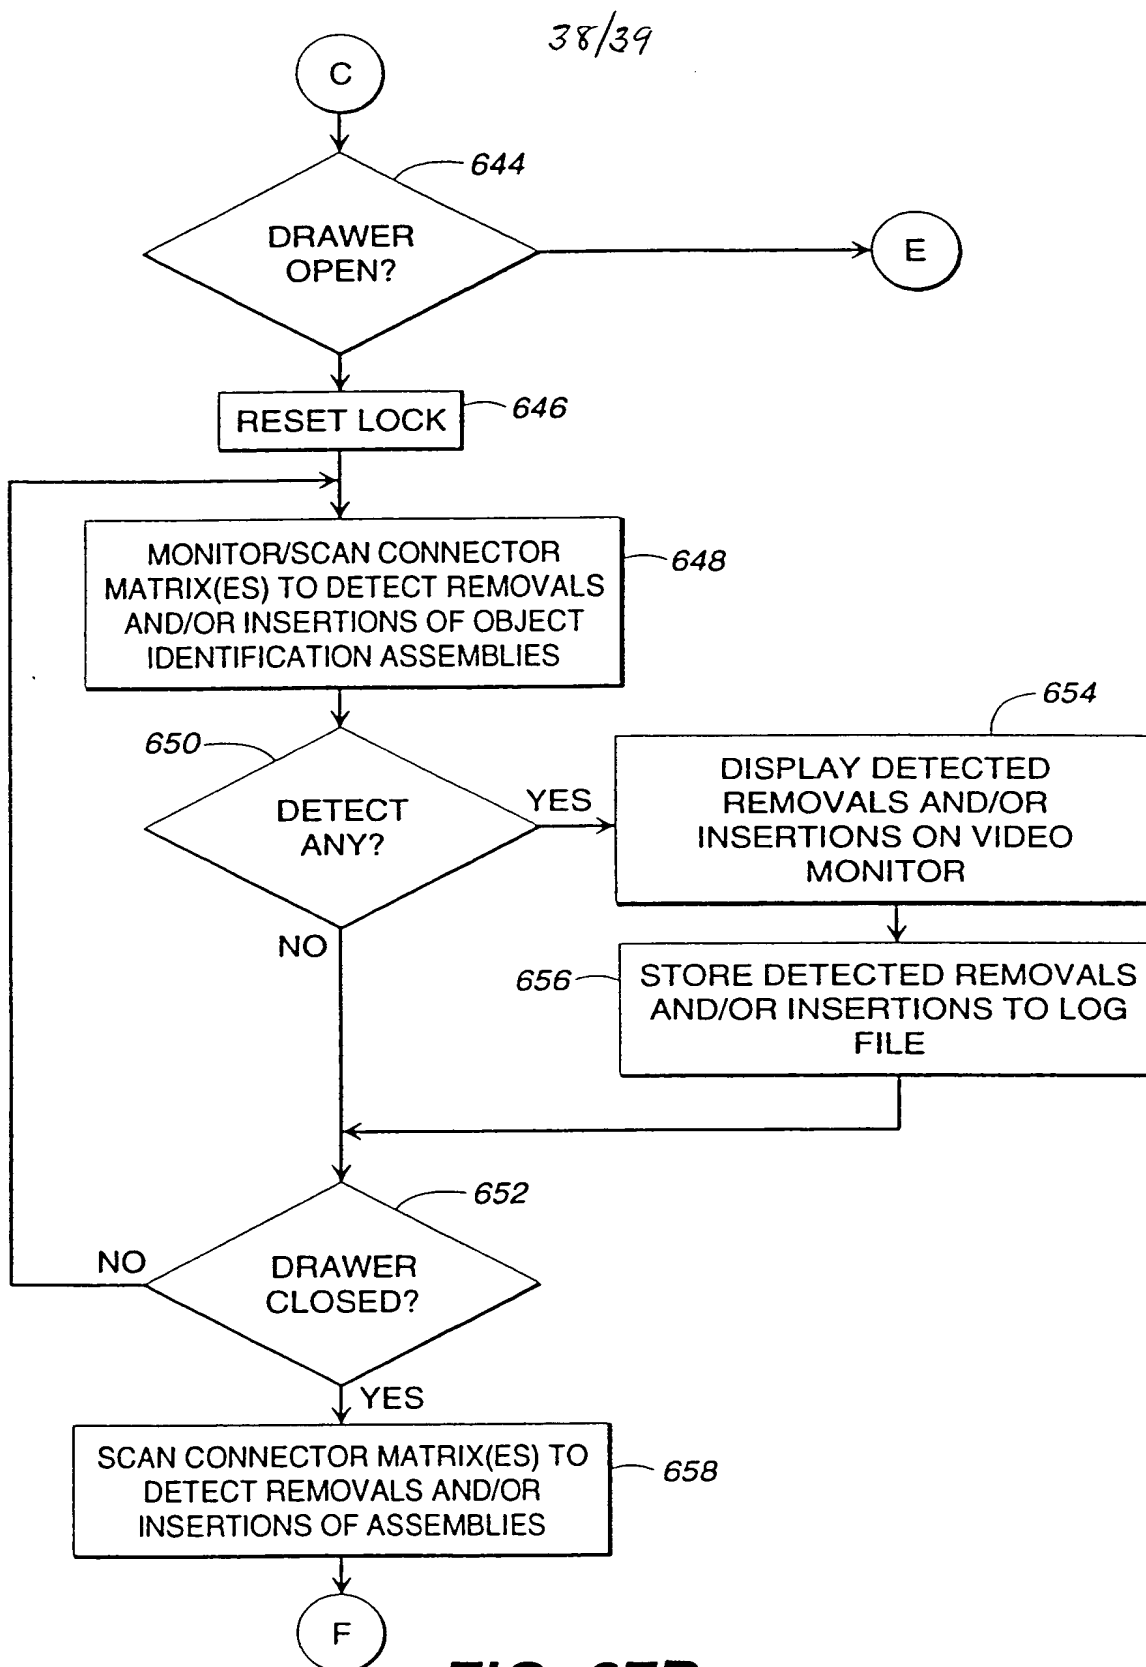 38/39
C
644
DRAWER
OPEN?
E
RESET LOCK
646
MONITOR/SCAN CONNECTOR
MATRIX(ES) TO DETECT REMOVALS
AND/OR INSERTIONS OF OBJECT
IDENTIFICATION ASSEMBLIES
648
650
DETECT
ANY?
YES
NO
654
DISPLAY DETECTED
REMOVALS AND/OR
INSERTIONS ON VIDEO
MONITOR
656
STORE DETECTED REMOVALS
AND/OR INSERTIONS TO LOG
FILE
652
NO
DRAWER
CLOSED?
YES
SCAN CONNECTOR MATRIX(ES) TO
DETECT REMOVALS AND/OR
INSERTIONS OF ASSEMBLIES
658
F